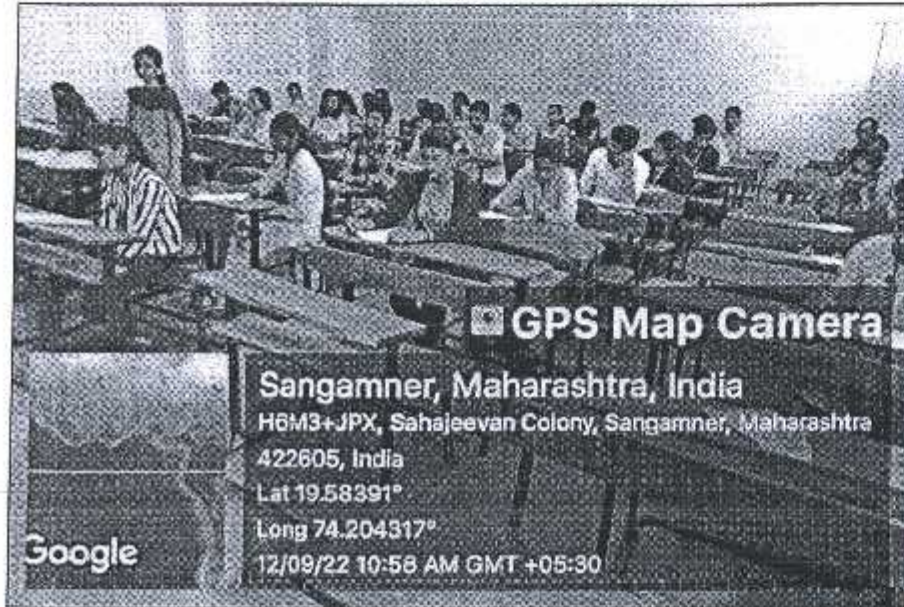 GPS Map Camera
Sangamner, Maharashtra, India
H6M3+JPX, Sahajeevan Colony, Sangamner, Maharashtra
422605, India
Lat 19.58391°
Long 74.204317°
12/09/22 10:58 AM GMT +05:30
Google